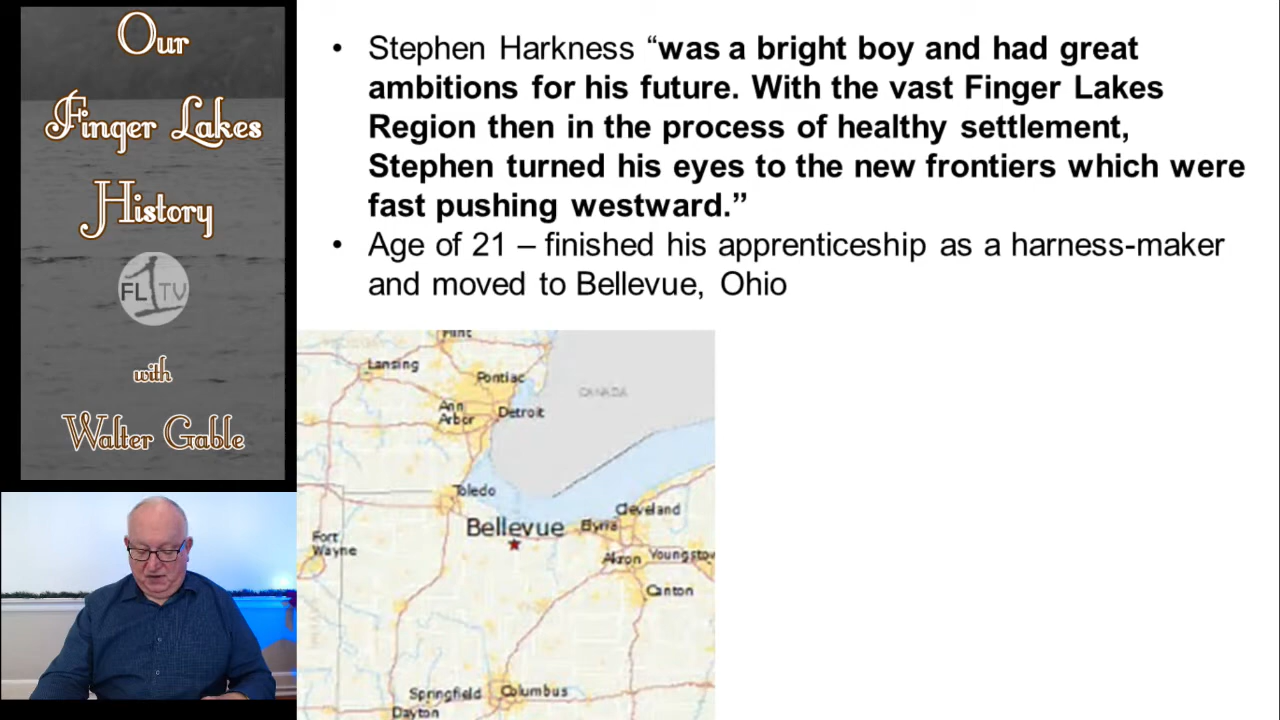 Our
Finger Lakes
History
FL1TV
with
Walter Gable
• Stephen Harkness “was a bright boy and had great
ambitions for his future. With the vast Finger Lakes
Region then in the process of healthy settlement,
Stephen turned his eyes to the new frontiers which were
fast pushing westward.”
• Age of 21 – finished his apprenticeship as a harness-maker
and moved to Bellevue, Ohio
Flint
Lansing
Pontiac
CANADA
Ann
Arbor
Detroit
Toledo
Cleveland
Bellevue
Elyria
Fort
Wayne
Akron
Youngsto
Canton
Springfield
Columbus
Dayton